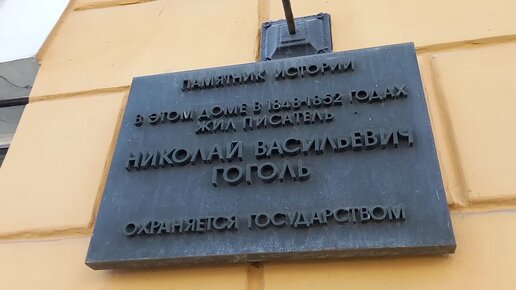 ПАМЯТНИК ИСТОРИИ
В ЭТОМ ДОМЕ В 1848-1852 ГОДАХ
ЖИЛ ПИСАТЕЛЬ
НИКОЛАЙ ВАСИЛЬЕВИЧ
ГОГОЛЬ
ОХРАНЯЕТСЯ ГОСУДАРСТВОМ